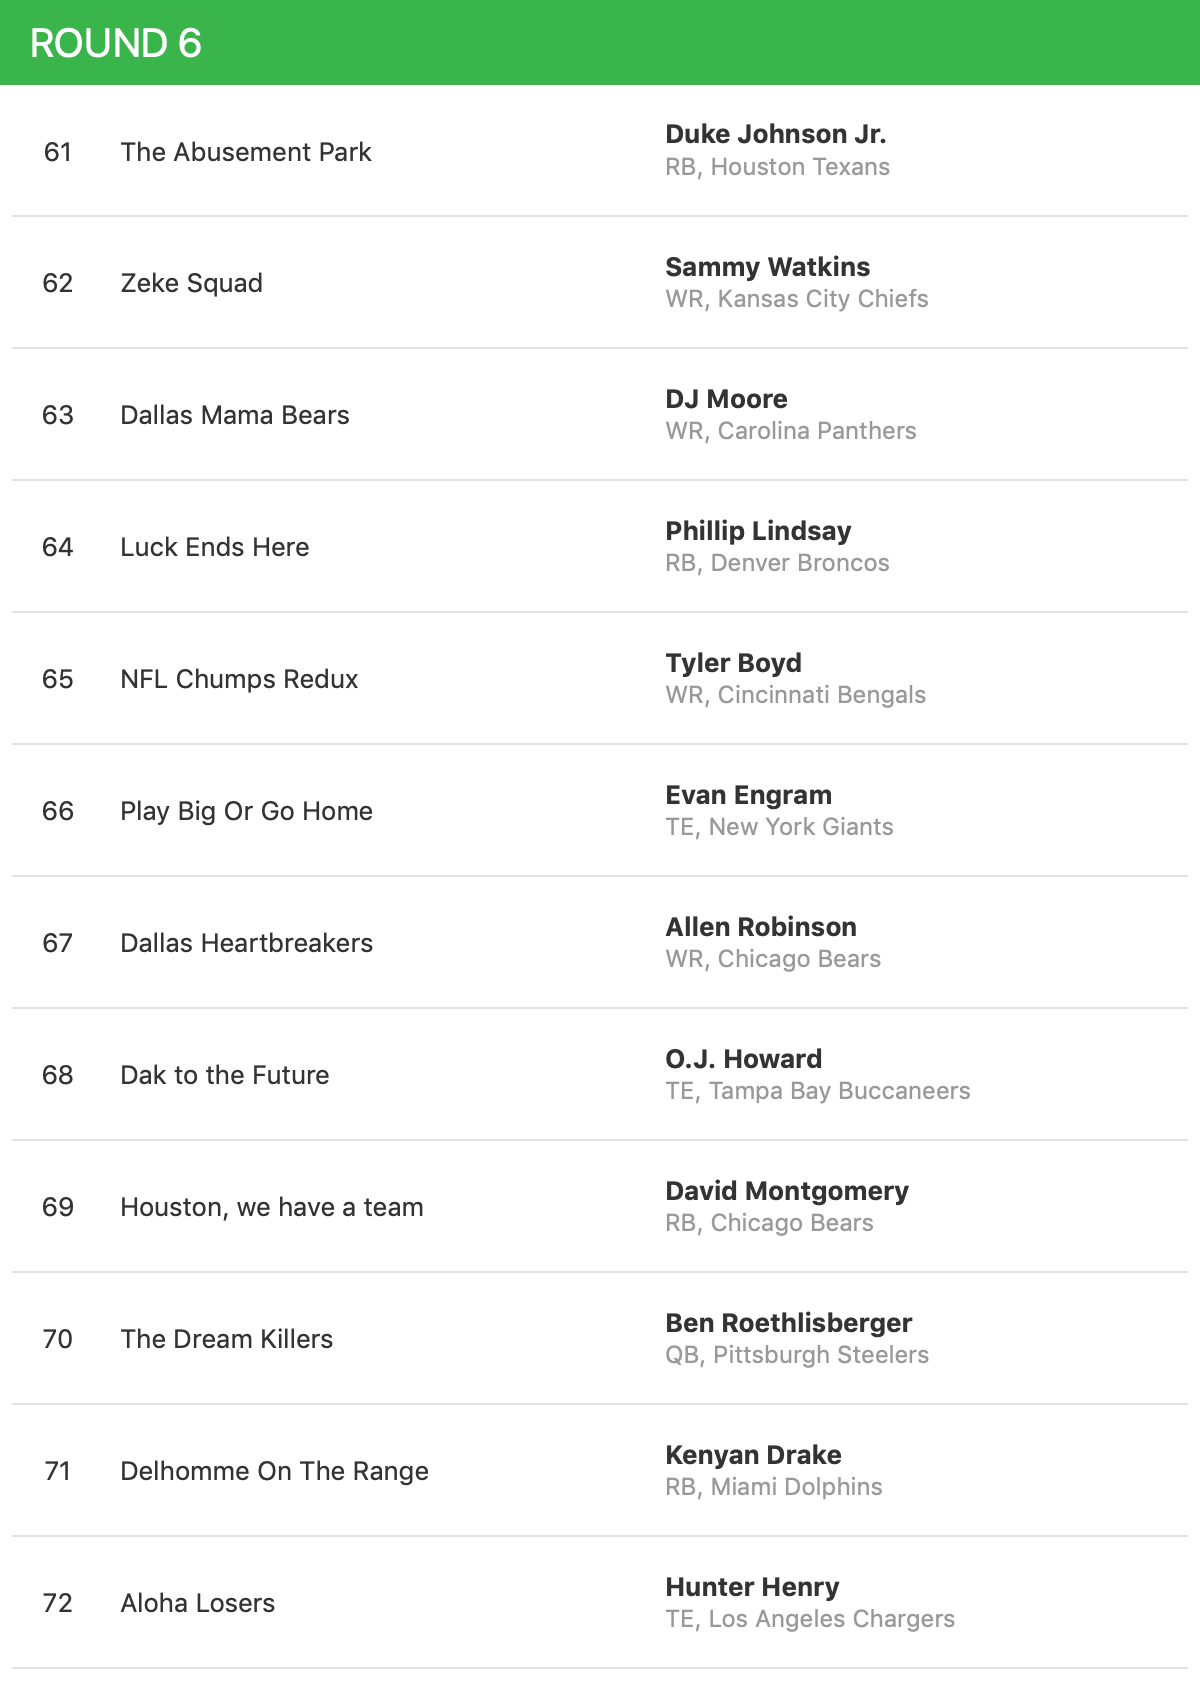 ROUND 6
61 The Abusement Park Duke Johnson Jr.
RB, Houston Texans
62 Zeke Squad Sammy Watkins
WR, Kansas City Chiefs
63 Dallas Mama Bears DJ Moore
WR, Carolina Panthers
64 Luck Ends Here Phillip Lindsay
RB, Denver Broncos
65 NFL Chumps Redux Tyler Boyd
WR, Cincinnati Bengals
66 Play Big Or Go Home Evan Engram
TE, New York Giants
67 Dallas Heartbreakers Allen Robinson
WR, Chicago Bears
68 Dak to the Future O.J. Howard
TE, Tampa Bay Buccaneers
69 Houston, we have a team David Montgomery
RB, Chicago Bears
70 The Dream Killers Ben Roethlisberger
QB, Pittsburgh Steelers
71 Delhomme On The Range Kenyan Drake
RB, Miami Dolphins
72 Aloha Losers Hunter Henry
TE, Los Angeles Chargers